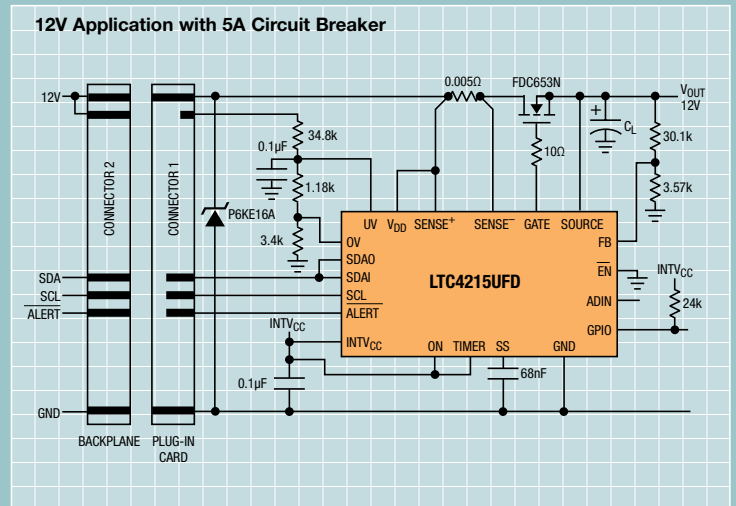 12V Application with 5A Circuit Breaker
0.005Ω
FDC653N
12V
VOUT
12V
34.8k
0.1µF
+
CL
30.1k
10Ω
CONNECTOR 2
CONNECTOR 1
1.18k
3.57k
P6KE16A
UV VDD SENSE+ SENSE− GATE SOURCE
3.4k
OV
FB
SDAO
SDA
SDAI
LTC4215UFD
E̅N̅
INTVCC
SCL
SCL
ADIN
24k
A̅L̅E̅R̅T̅
A̅L̅E̅R̅T̅
GPIO
INTVCC
INTVCC
ON TIMER SS GND
0.1µF
68nF
GND
BACKPLANE
PLUG-IN
CARD